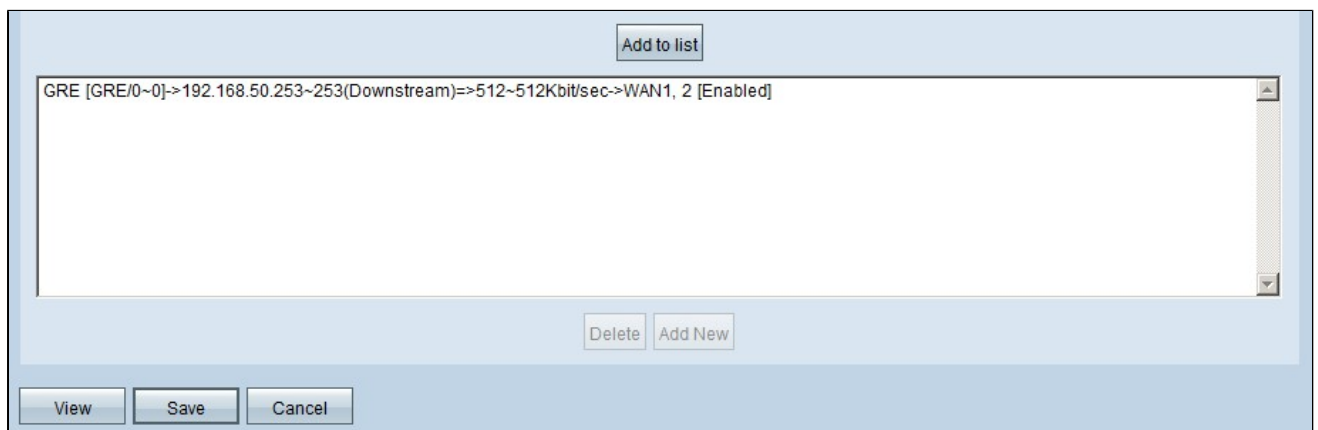 Add to list
GRE [GRE/0~0]->192.168.50.253~253(Downstream)=>512~512Kbit/sec->WAN1, 2 [Enabled]
Delete Add New
View Save Cancel